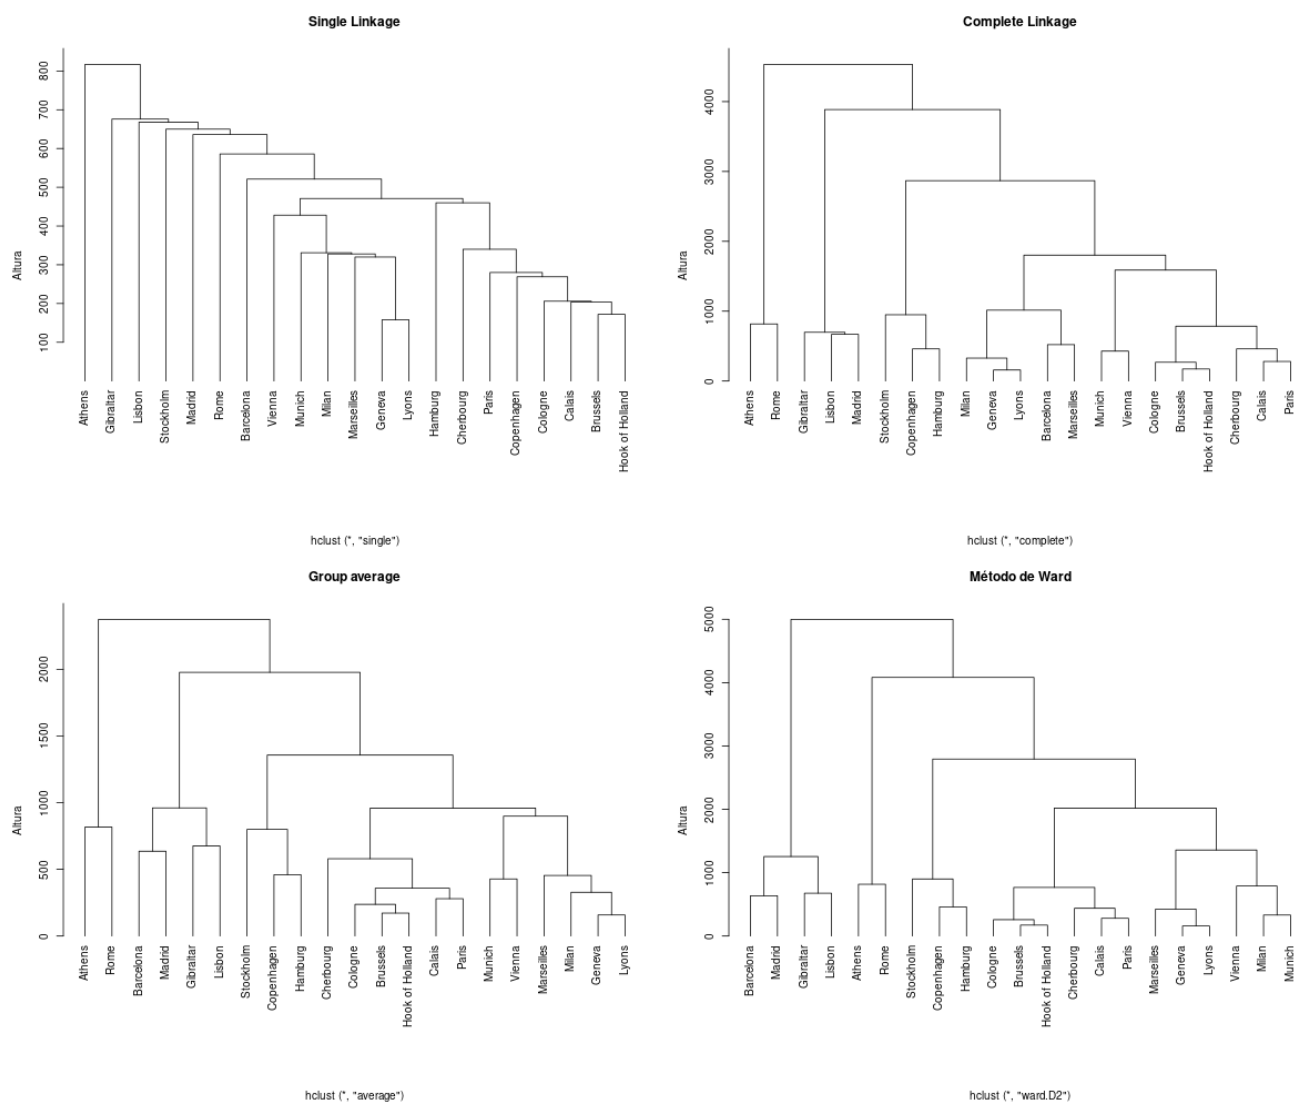 Single Linkage
Altura
800
700
600
500
400
300
200
100
Athens
Gibraltar
Lisbon
Stockholm
Madrid
Rome
Barcelona
Vienna
Munich
Milan
Marseilles
Geneva
Lyons
Hamburg
Cherbourg
Paris
Copenhagen
Cologne
Calais
Brussels
Hook of Holland
hclust (*, "single")
Complete Linkage
Altura
4000
3000
2000
1000
0
Athens
Rome
Gibraltar
Lisbon
Madrid
Stockholm
Copenhagen
Hamburg
Milan
Geneva
Lyons
Barcelona
Marseilles
Munich
Vienna
Cologne
Brussels
Hook of Holland
Cherbourg
Calais
Paris
hclust (*, "complete")
Group average
Altura
2000
1500
1000
500
0
Athens
Rome
Barcelona
Madrid
Gibraltar
Lisbon
Stockholm
Copenhagen
Hamburg
Cherbourg
Cologne
Brussels
Hook of Holland
Calais
Paris
Munich
Vienna
Marseilles
Milan
Geneva
Lyons
hclust (*, "average")
Método de Ward
Altura
5000
4000
3000
2000
1000
0
Barcelona
Madrid
Gibraltar
Lisbon
Athens
Rome
Stockholm
Copenhagen
Hamburg
Cologne
Brussels
Hook of Holland
Cherbourg
Calais
Paris
Marseilles
Geneva
Lyons
Vienna
Milan
Munich
hclust (*, "ward.D2")